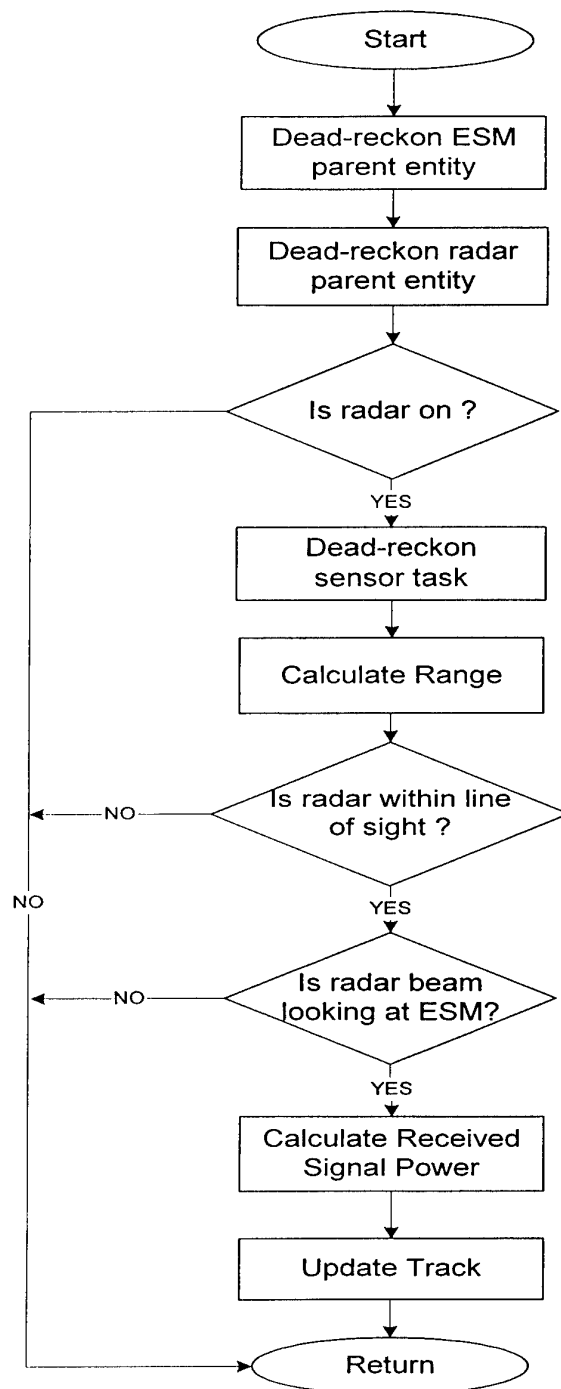 Start
Dead-reckon ESM
parent entity
Dead-reckon radar
parent entity
Is radar on ?
YES
Dead-reckon
sensor task
Calculate Range
Is radar within line
of sight ?
NO
NO
YES
Is radar beam
looking at ESM?
NO
YES
Calculate Received
Signal Power
Update Track
Return